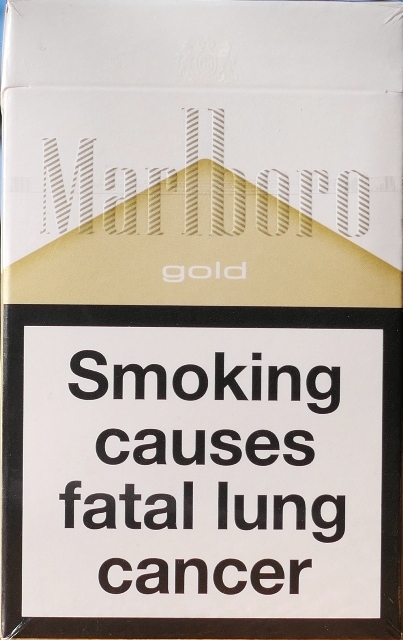 Marlboro
gold
Smoking
causes
fatal lung
cancer